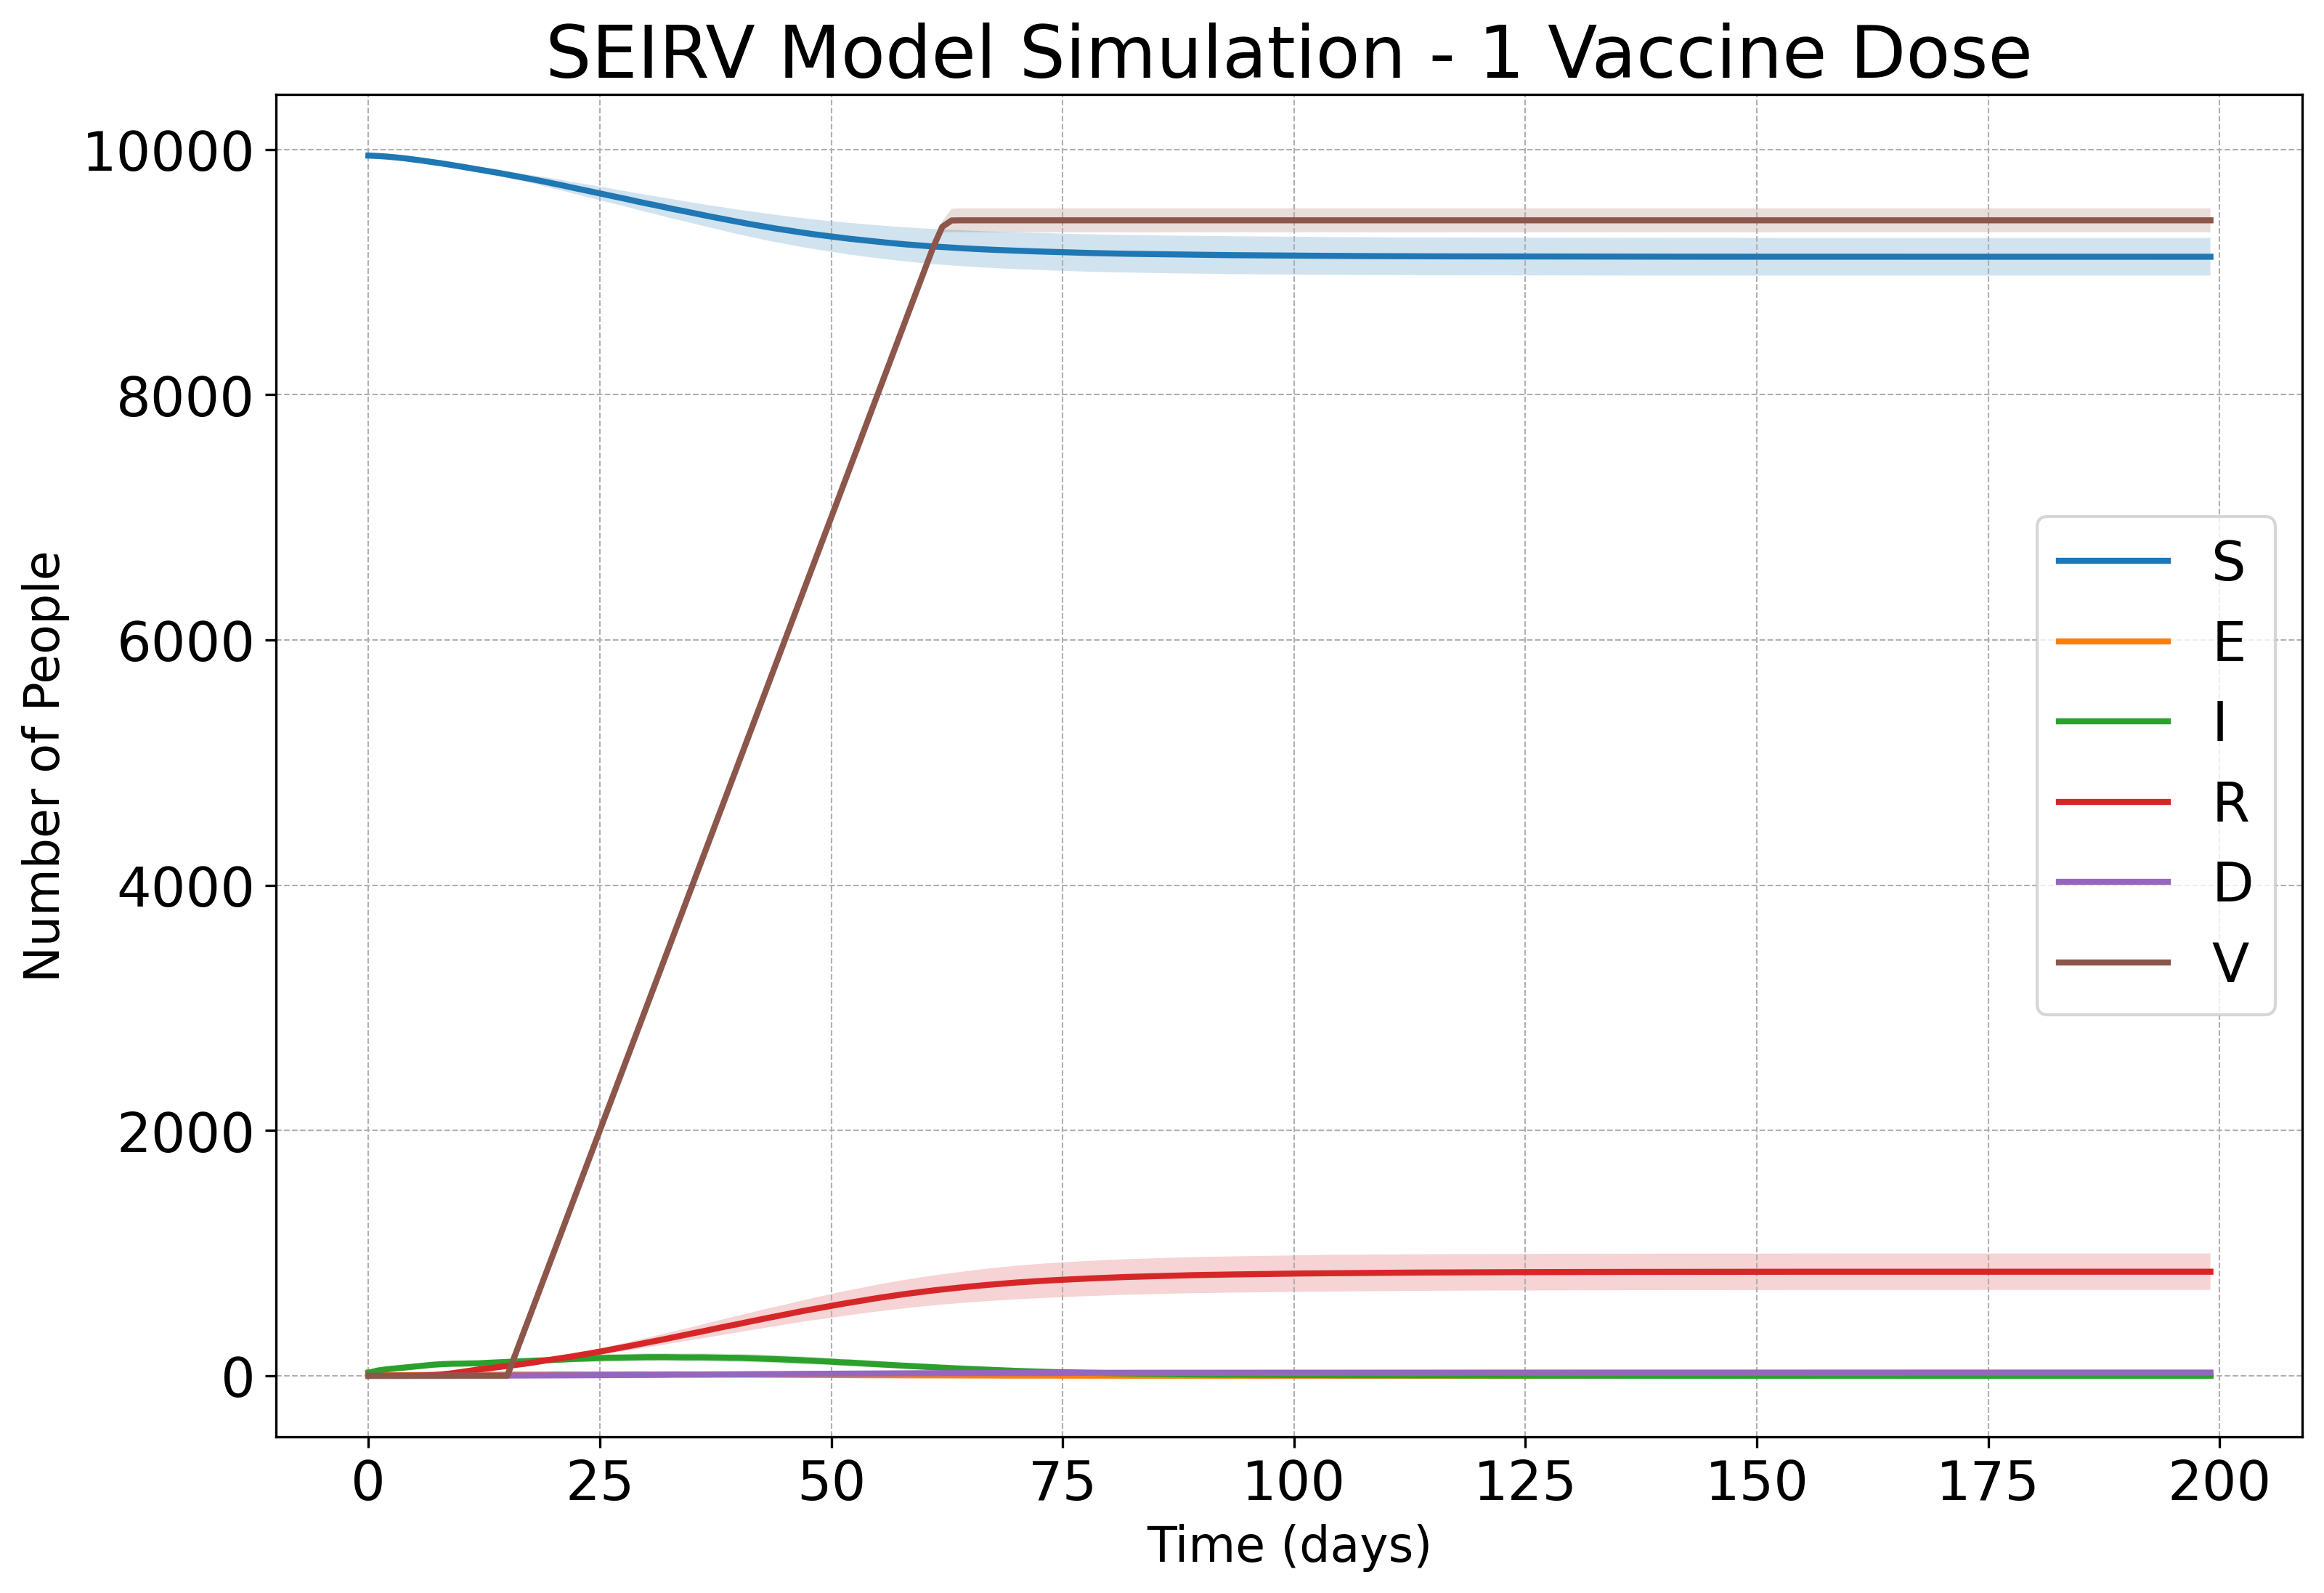 SEIRV Model Simulation - 1 Vaccine Dose
10000
8000
6000
4000
2000
0
Number of People
S
E
I
R
D
V
0 25 50 75 100 125 150 175 200
Time (days)